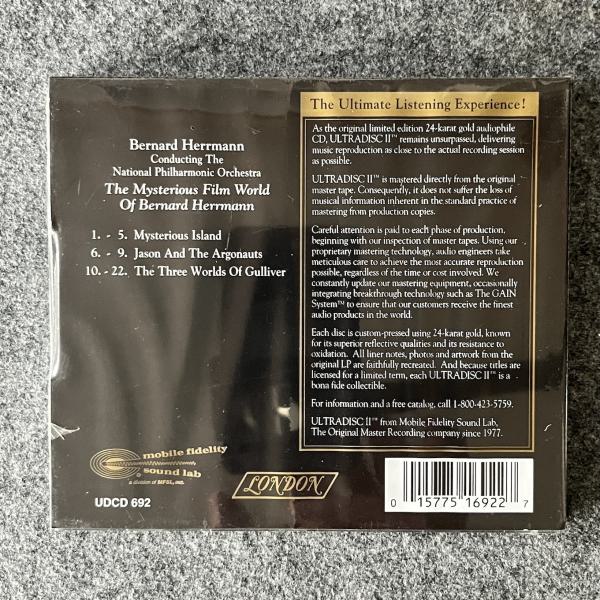 Bernard Herrmann
Conducting The
National Philharmonic Orchestra
The Mysterious Film World
Of Bernard Herrmann
1. - 5. Mysterious Island
6. - 9. Jason And The Argonauts
10. - 22. The Three Worlds Of Gulliver
mobile fidelity
sound lab
a division of MFSL, INC.
UDCD 692
LONDON
The Ultimate Listening Experience!
As the original limited edition 24-karat gold audiophile
CD, ULTRADISC II™ remains unsurpassed, delivering
music reproduction as close to the actual recording session
as possible.
ULTRADISC II™ is mastered directly from the original
master tape. Consequently, it does not suffer the loss of
musical information inherent in the standard practice of
mastering from production copies.
Careful attention is paid to each phase of production,
beginning with our inspection of master tapes. Using our
proprietary mastering technology, audio engineers take
meticulous care to achieve the most accurate reproduction
possible, regardless of the time or cost involved. We
constantly update our mastering equipment, occasionally
integrating breakthrough technology such as The GAIN
System™ to ensure that our customers receive the finest
audio products in the world.
Each disc is custom-pressed using 24-karat gold, known
for its superior reflective qualities and its resistance to
oxidation. All liner notes, photos and artwork from the
original LP are faithfully recreated. And because titles are
licensed for a limited term, each ULTRADISC II™ is a
bona fide collectible.
For information and a free catalog, call 1-800-423-5759.
ULTRADISC II™ from Mobile Fidelity Sound Lab,
The Original Master Recording company since 1977.
0 15775 16922 7